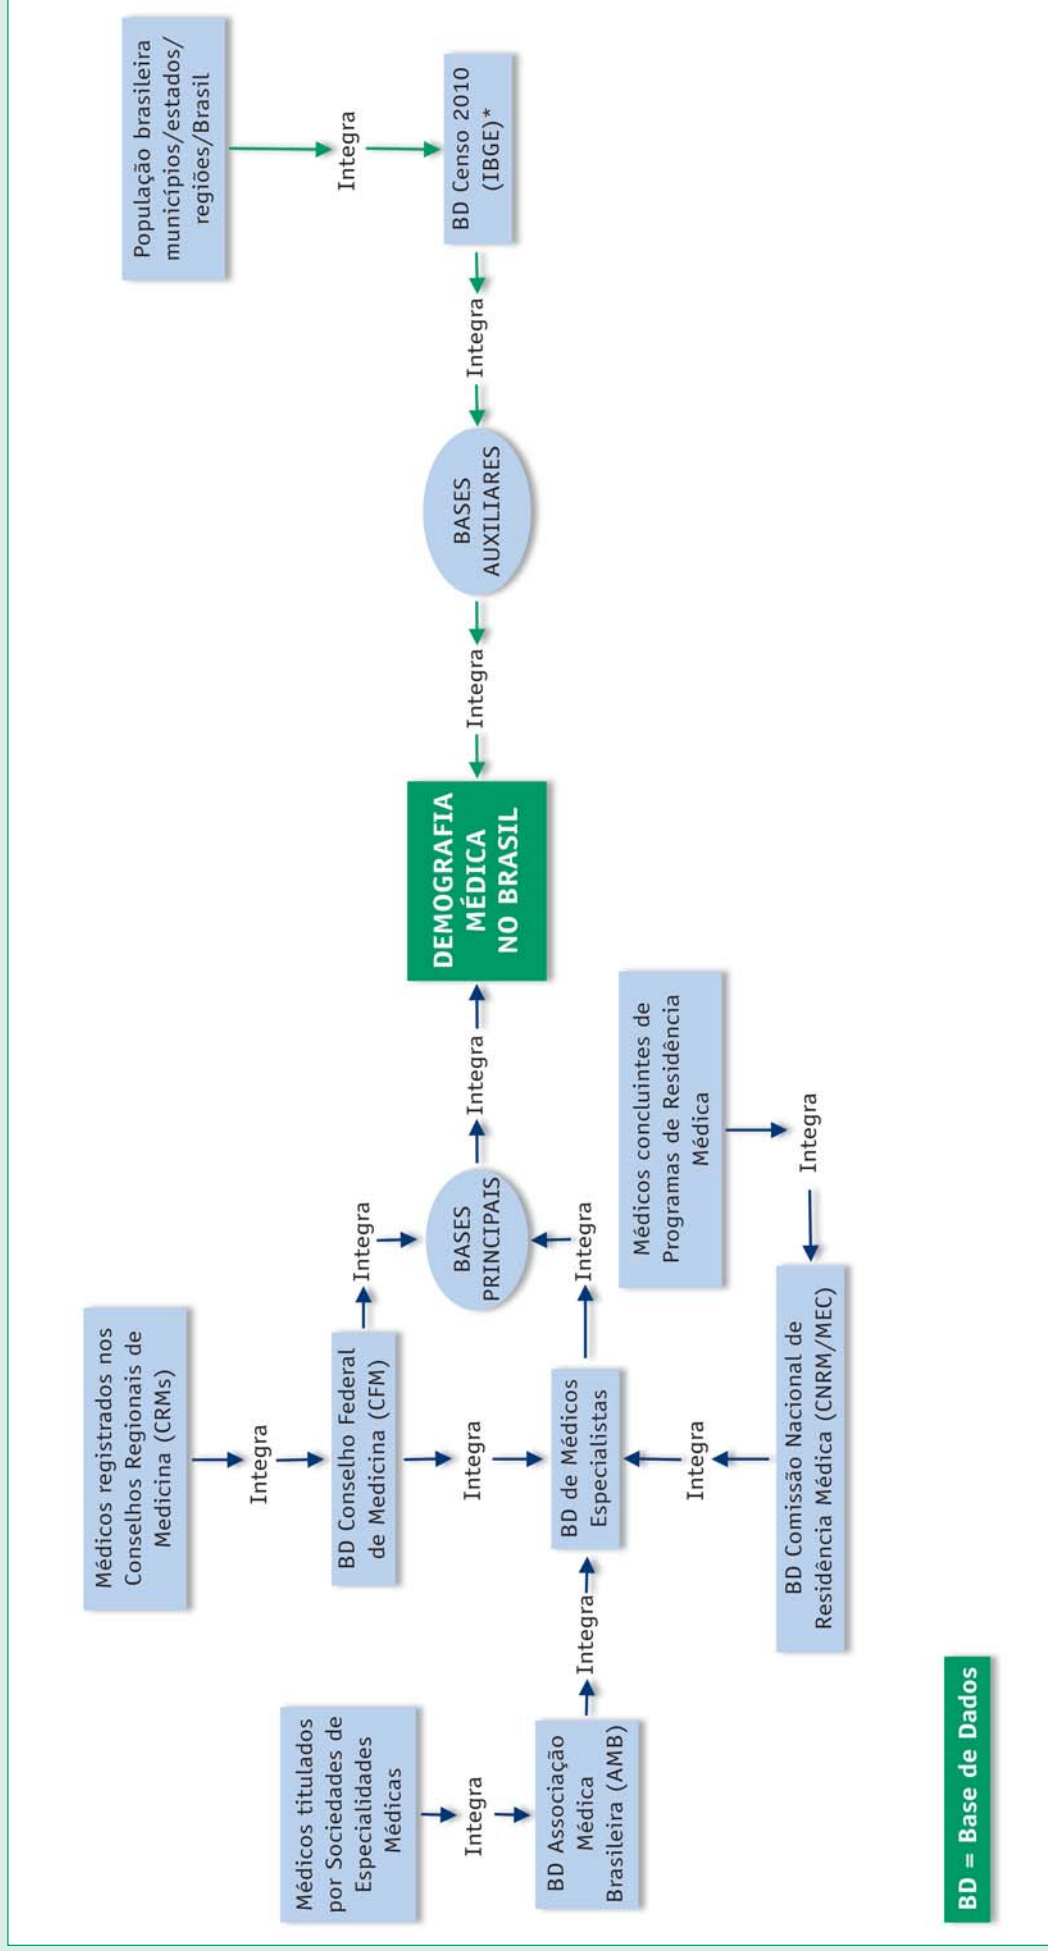 Médicos registrados nos
Conselhos Regionais de
Medicina (CRMs)
População brasileira
municípios/estados/
regiões/Brasil
Integra
Integra
Médicos titulados
por Sociedades de
Especialidades
Médicas
BD Conselho Federal
de Medicina (CFM)
Integra
BD Censo 2010
(IBGE)*
Integra
Integra
BASES
PRINCIPAIS
Integra
DEMOGRAFIA
MÉDICA
NO BRASIL
Integra
BASES
AUXILIARES
Integra
BD Associação
Médica
Brasileira (AMB)
Integra
BD de Médicos
Especialistas
Integra
Médicos concluintes de
Programas de Residência
Médica
Integra
Integra
BD Comissão Nacional de
Residência Médica (CNRM/MEC)
BD = Base de Dados